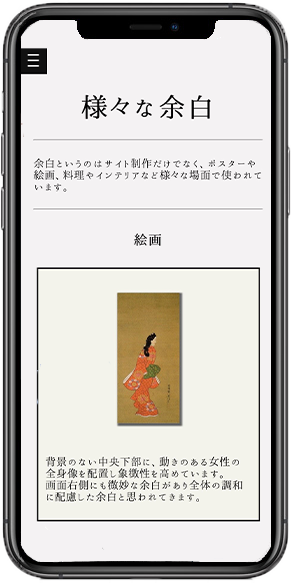 様々な余白
余白というのはサイト制作だけでなく、ポスターや
絵画、料理やインテリアなど様々な場面で使われて
います。
絵画
背景のない中央下部に、動きのある女性の
全身像を配置し象徴性を高めています。
画面右側にも微妙な余白があり全体の調和
に配慮した余白と思われてきます。